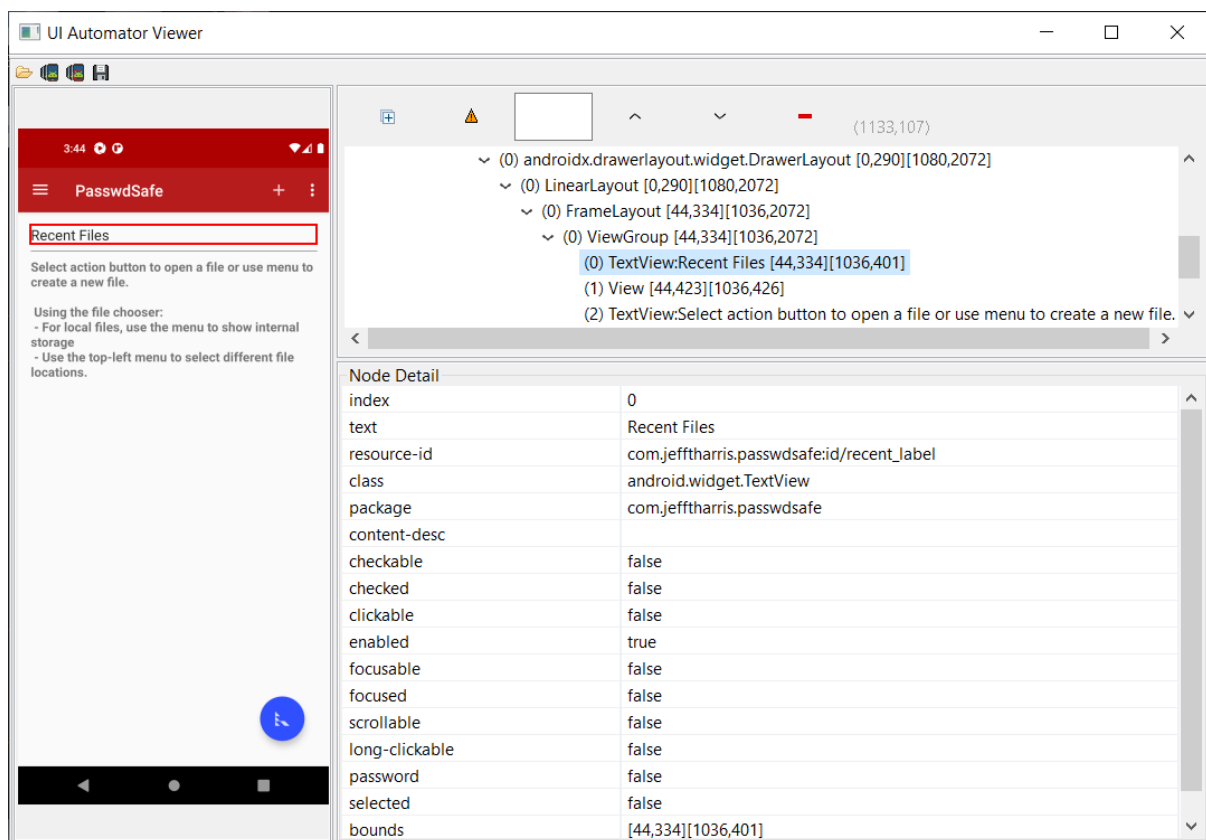 UI Automator Viewer
3:44
PasswdSafe
Recent Files
Select action button to open a file or use menu to
create a new file.
Using the file chooser:
- For local files, use the menu to show internal
storage
- Use the top-left menu to select different file
locations.
(1133,107)
(0) androidx.drawerlayout.widget.DrawerLayout [0,290][1080,2072]
(0) LinearLayout [0,290][1080,2072]
(0) FrameLayout [44,334][1036,2072]
(0) ViewGroup [44,334][1036,2072]
(0) TextView:Recent Files [44,334][1036,401]
(1) View [44,423][1036,426]
(2) TextView:Select action button to open a file or use menu to create a new file.
Node Detail
index 0
text Recent Files
resource-id com.jefftharris.passwdsafe:id/recent_label
class android.widget.TextView
package com.jefftharris.passwdsafe
content-desc
checkable false
checked false
clickable false
enabled true
focusable false
focused false
scrollable false
long-clickable false
password false
selected false
bounds [44,334][1036,401]